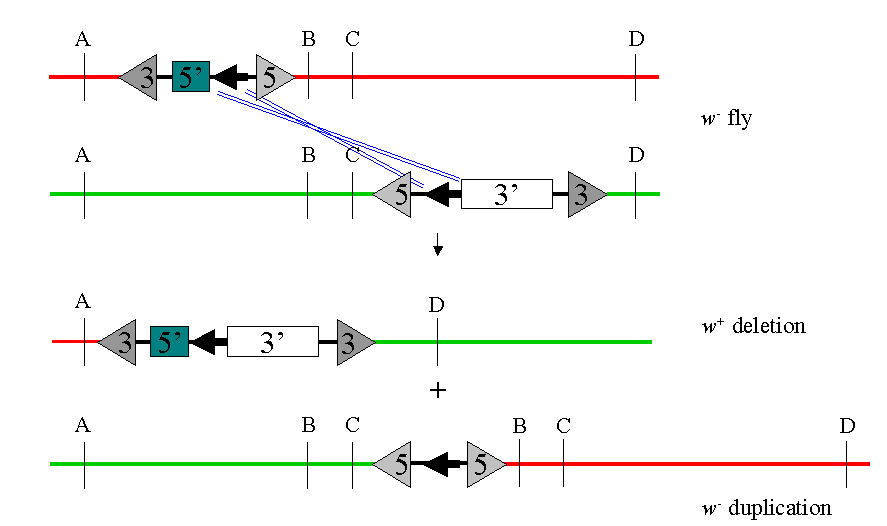 A B C D
3 5’ 5
w- fly
A B C D
5 3’ 3
A D
3 5’ 3’ 3
w+ deletion
+
A B C B C D
5 5
w- duplication